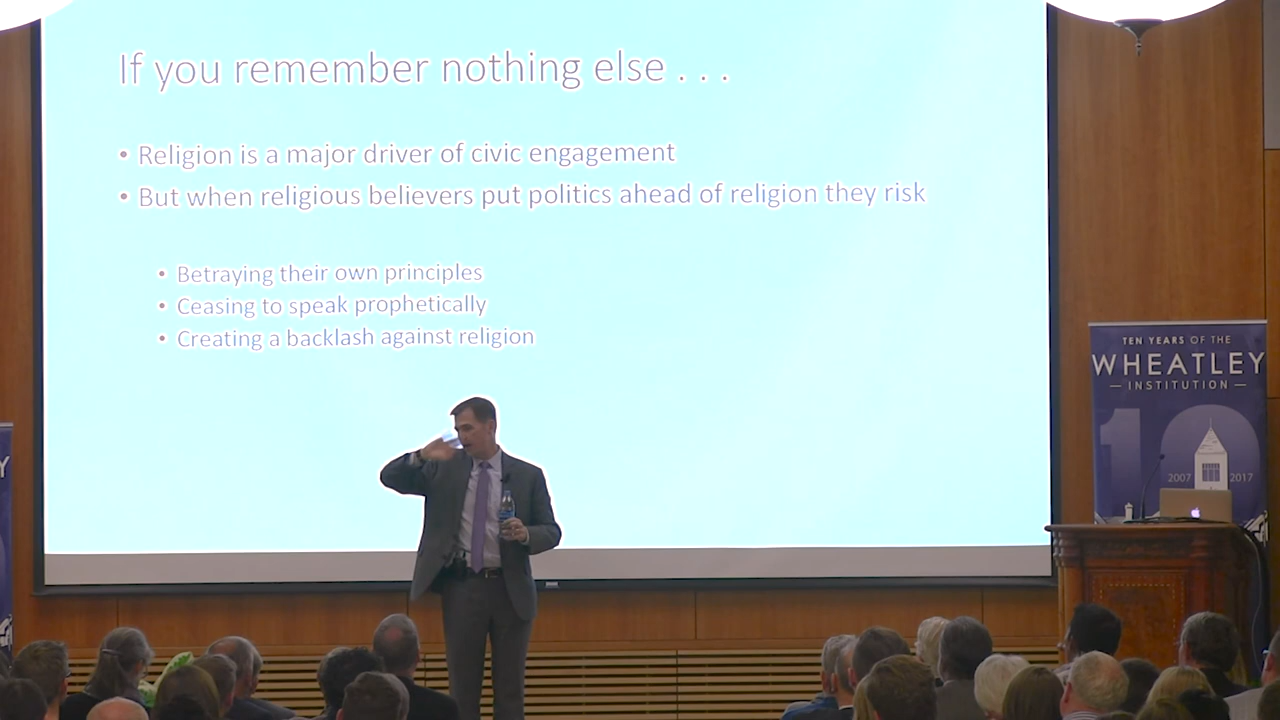 If you remember nothing else . . .
• Religion is a major driver of civic engagement
• But when religious believers put politics ahead of religion they risk
• Betraying their own principles
• Ceasing to speak prophetically
• Creating a backlash against religion
TEN YEARS OF THE
WHEATLEY
— INSTITUTION —
10
2007 2017
Y